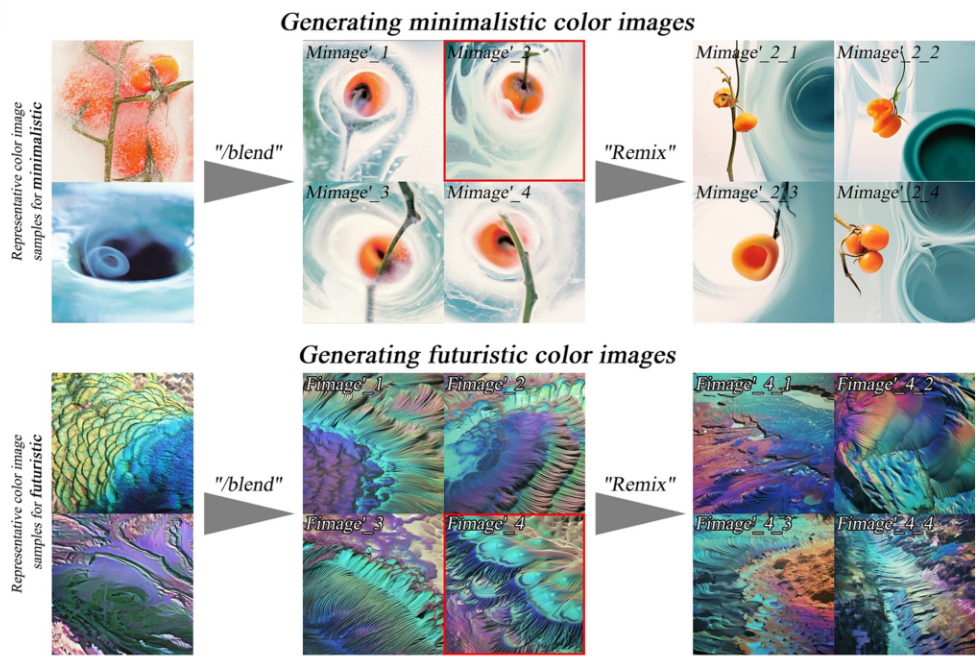 Generating minimalistic color images
Representative color image
samples for minimalistic
"/blend"
Mimage'_1
Mimage'_2
Mimage'_3
Mimage'_4
"Remix"
Mimage'_2_1
Mimage'_2_2
Mimage'_2_3
Mimage'_2_4
Generating futuristic color images
Representative color image
samples for futuristic
"/blend"
Fimage'_1
Fimage'_2
Fimage'_3
Fimage'_4
"Remix"
Fimage'_4_1
Fimage'_4_2
Fimage'_4_3
Fimage'_4_4